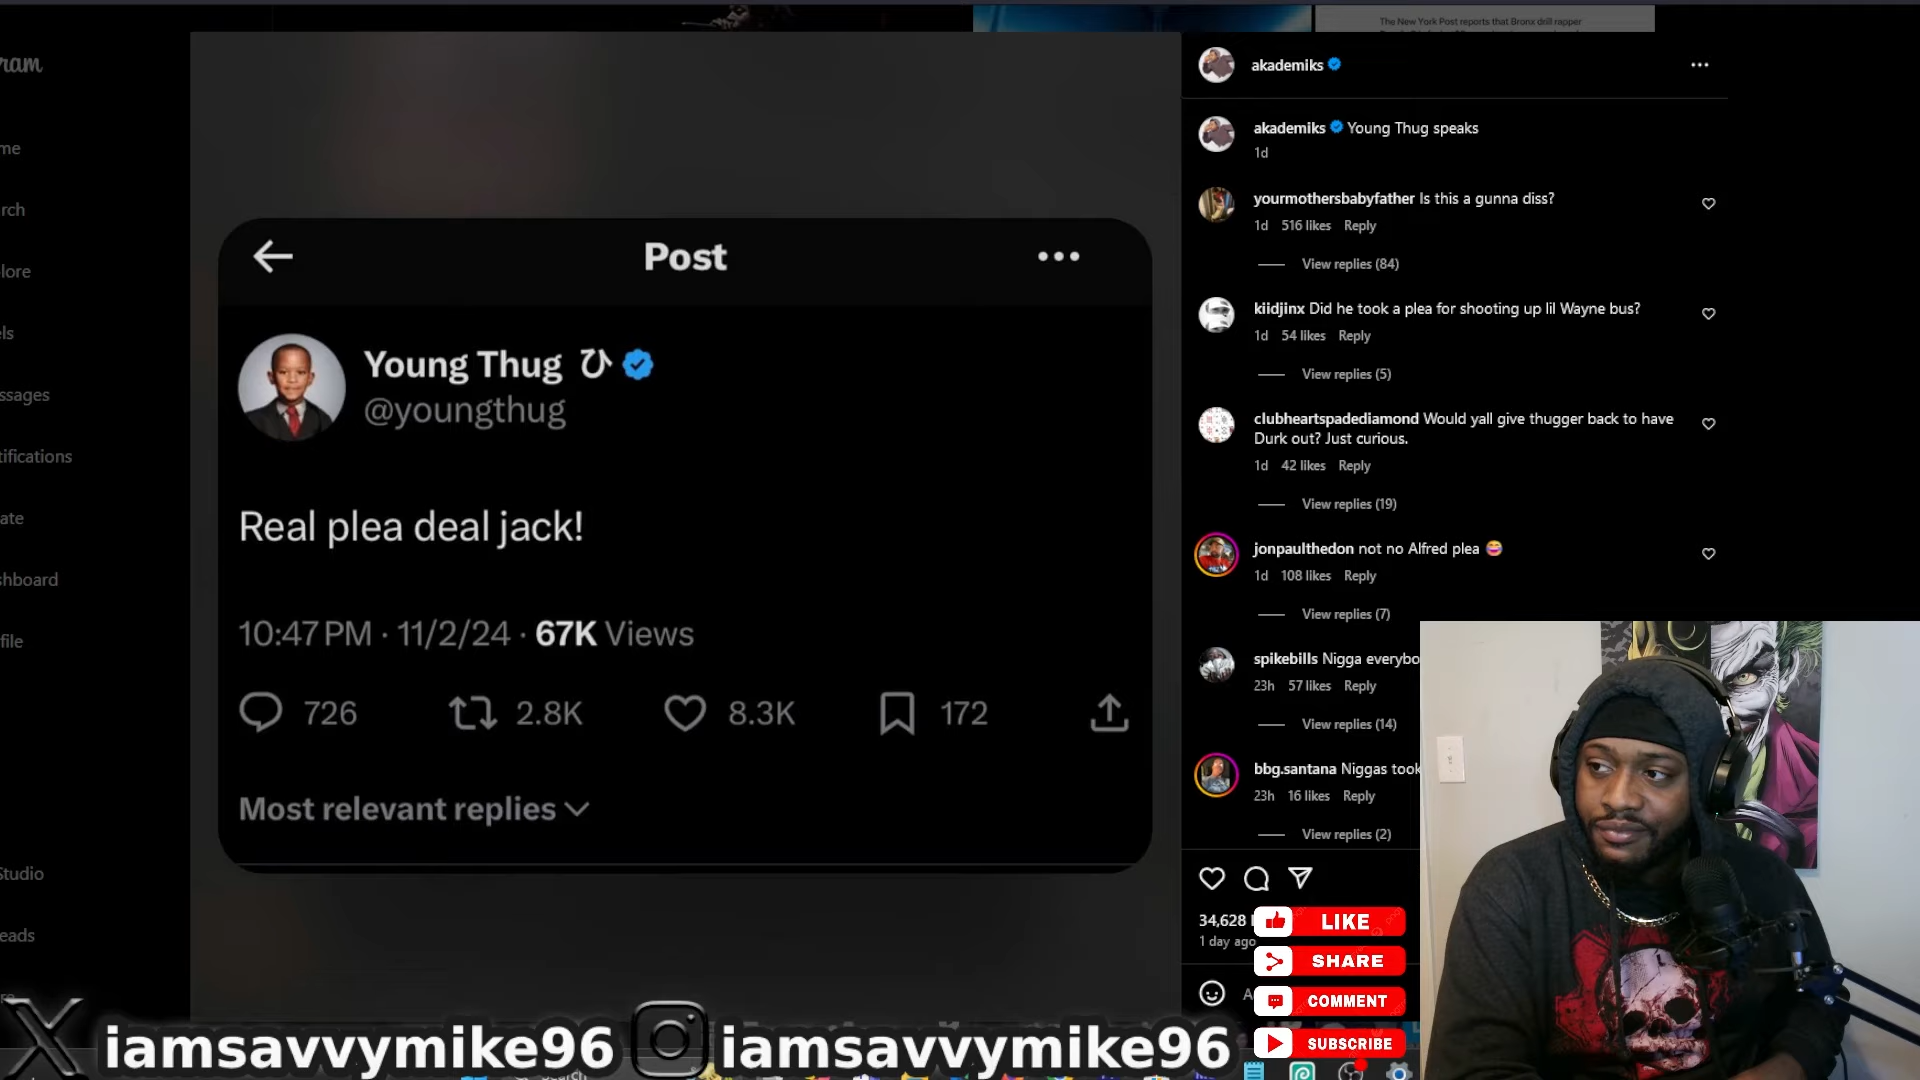 The New York Post reports that Bronx drill rapper
ram
me
rch
lore
els
ssages
tifications
ate
shboard
file
Studio
eads
Post
Young Thug ひ
@youngthug
Real plea deal jack!
10:47 PM · 11/2/24 · 67K Views
726 2.8K 8.3K 172
Most relevant replies
akademiks
akademiks Young Thug speaks
1d
yourmothersbabyfather Is this a gunna diss?
1d 516 likes Reply
View replies (84)
kiidjinx Did he took a plea for shooting up lil Wayne bus?
1d 54 likes Reply
View replies (5)
clubheartspadediamond Would yall give thugger back to have
Durk out? Just curious.
1d 42 likes Reply
View replies (19)
jonpaulthedon not no Alfred plea 😂
1d 108 likes Reply
View replies (7)
spikebills Nigga everybo
23h 57 likes Reply
View replies (14)
bbg.santana Niggas took
23h 16 likes Reply
View replies (2)
34,628
1 day ago
LIKE
SHARE
COMMENT
SUBSCRIBE
iamsavvymike96 iamsavvymike96